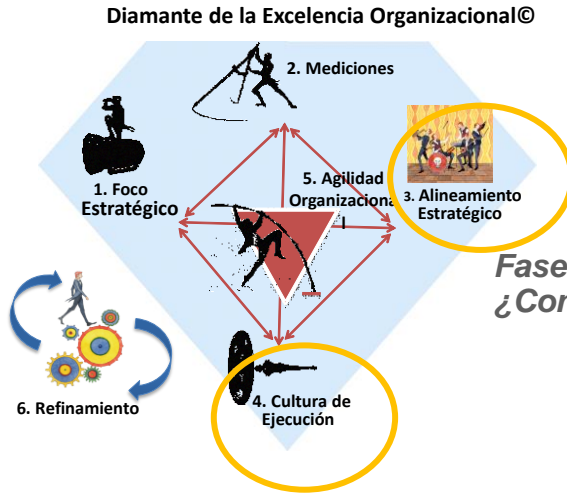 Diamante de la Excelencia Organizacional©
2. Mediciones
1. Foco
Estratégico
5. Agilidad
Organizaciona
l
3. Alineamiento
Estratégico
Fase
6. Refinamiento
4. Cultura de
Ejecución